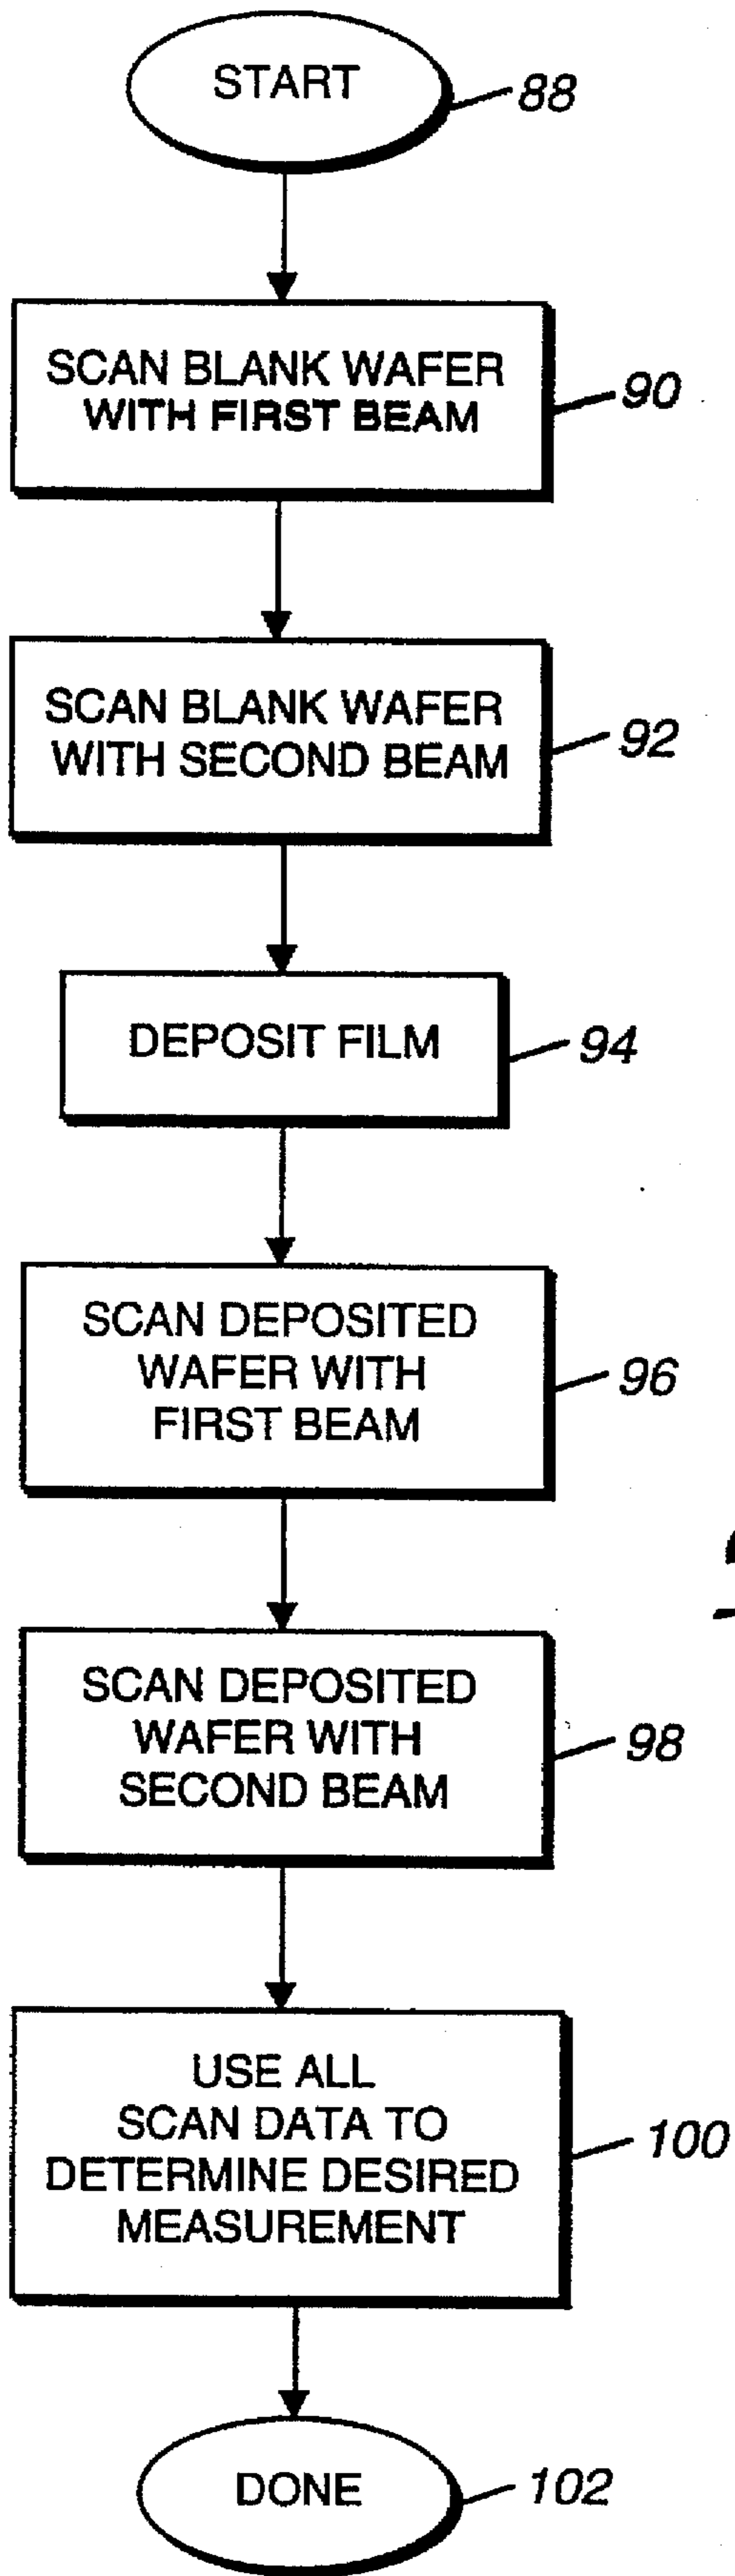 START
88
SCAN BLANK WAFER
WITH FIRST BEAM
90
SCAN BLANK WAFER
WITH SECOND BEAM
92
DEPOSIT FILM
94
SCAN DEPOSITED
WAFER WITH
FIRST BEAM
96
SCAN DEPOSITED
WAFER WITH
SECOND BEAM
98
USE ALL
SCAN DATA TO
DETERMINE DESIRED
MEASUREMENT
100
DONE
102